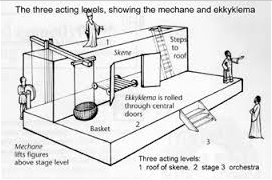 The three acting levels, showing the mechane and ekkyklema
1
Skene
Steps
to
roof
Ekkyklema is rolled
through central
doors
2
Basket
3
Mechane
lifts figures
above stage level
Three acting levels:
1 roof of skene, 2 stage 3 orchestra